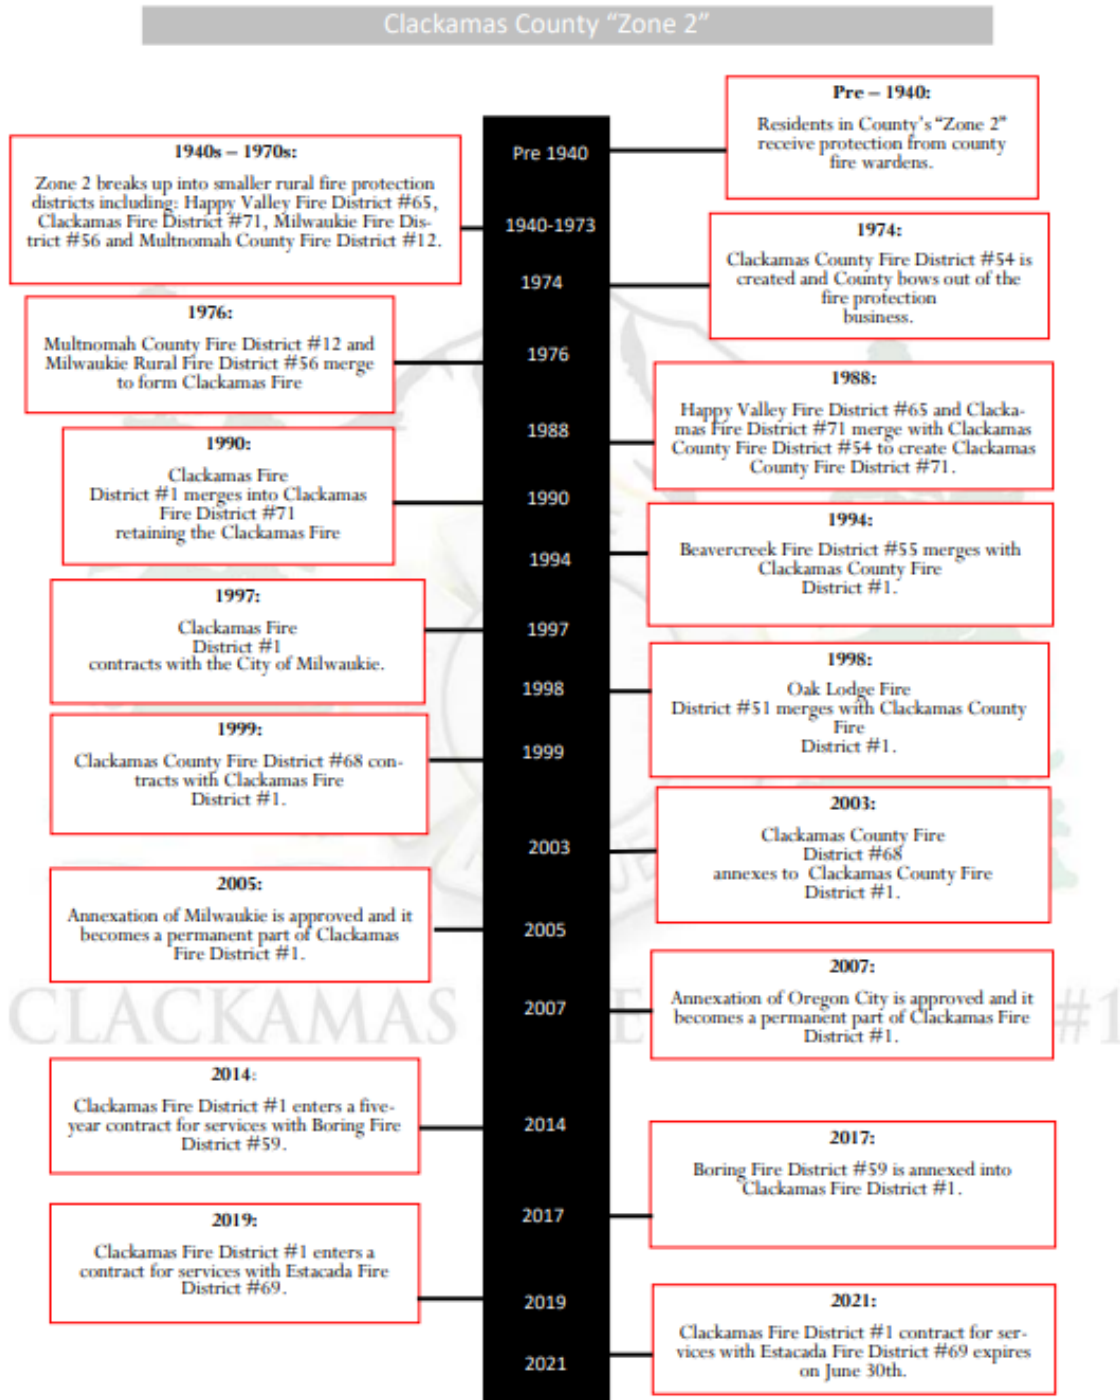 Clackamas County “Zone 2”
Pre – 1940:
Residents in County’s “Zone 2”
receive protection from county
fire wardens.
Pre 1940
1940s – 1970s:
Zone 2 breaks up into smaller rural fire protection
districts including: Happy Valley Fire District #65,
Clackamas Fire District #71, Milwaukie Fire Dis-
trict #56 and Multnomah County Fire District #12.
1940-1973
1974:
Clackamas County Fire District #54 is
created and County bows out of the
fire protection
business.
1974
1976:
Multnomah County Fire District #12 and
Milwaukie Rural Fire District #56 merge
to form Clackamas Fire
1976
1988:
Happy Valley Fire District #65 and Clacka-
mas Fire District #71 merge with Clackamas
County Fire District #54 to create Clackamas
County Fire District #71.
1988
1990:
Clackamas Fire
District #1 merges into Clackamas
Fire District #71
retaining the Clackamas Fire
1990
1994:
Beavercreek Fire District #55 merges with
Clackamas County Fire
District #1.
1994
1997:
Clackamas Fire
District #1
contracts with the City of Milwaukie.
1997
1998:
Oak Lodge Fire
District #51 merges with Clackamas County
Fire
District #1.
1998
1999:
Clackamas County Fire District #68 con-
tracts with Clackamas Fire
District #1.
1999
2003:
Clackamas County Fire
District #68
annexes to Clackamas County Fire
District #1.
2003
2005:
Annexation of Milwaukie is approved and it
becomes a permanent part of Clackamas
Fire District #1.
2005
2007:
Annexation of Oregon City is approved and it
becomes a permanent part of Clackamas Fire
District #1.
2007
CLACKAMAS #1
2014:
Clackamas Fire District #1 enters a five-
year contract for services with Boring Fire
District #59.
2014
2017:
Boring Fire District #59 is annexed into
Clackamas Fire District #1.
2017
2019:
Clackamas Fire District #1 enters a
contract for services with Estacada Fire
District #69.
2019
2021:
Clackamas Fire District #1 contract for ser-
vices with Estacada Fire District #69 expires
on June 30th.
2021